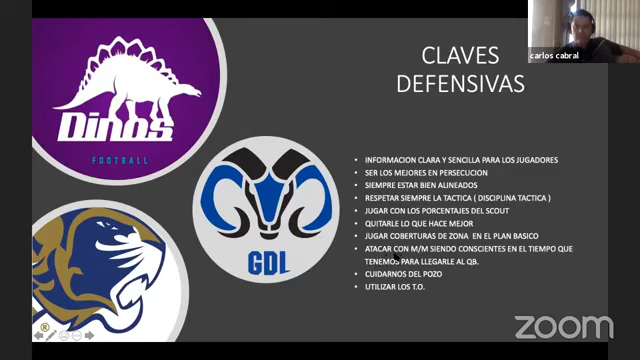 carlos cabral
CLAVES
DEFENSIVAS
Dinos
FOOTBALL
GDL
®
• INFORMACION CLARA Y SENCILLA PARA LOS JUGADORES
• SER LOS MEJORES EN PERSECUCION
• SIEMPRE ESTAR BIEN ALINEADOS
• RESPETAR SIEMPRE LA TACTICA ( DISCIPLINA TACTICA )
• JUGAR CON LOS PORCENTAJES DEL SCOUT
• QUITARLE LO QUE HACE MEJOR
• JUGAR COBERTURAS DE ZONA EN EL PLAN BASICO
• ATACAR CON M/M SIENDO CONSCIENTES EN EL TIEMPO QUE
TENEMOS PARA LLEGARLE AL QB.
• CUIDARNOS DEL POZO
• UTILIZAR LOS T.O.
zoom